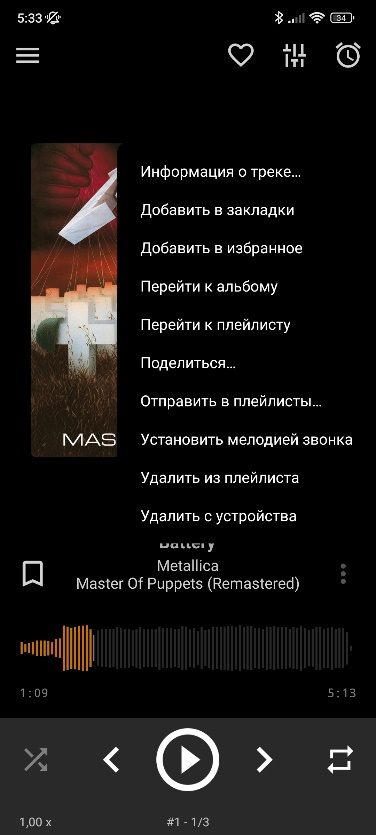 5:33
34
Информация о треке...
Добавить в закладки
Добавить в избранное
Перейти к альбому
Перейти к плейлисту
Поделиться...
Отправить в плейлисты...
Установить мелодией звонка
Удалить из плейлиста
Удалить с устройства
MAS
Battery
Metallica
Master Of Puppets (Remastered)
1:09
5:13
1,00 x
#1 - 1/3